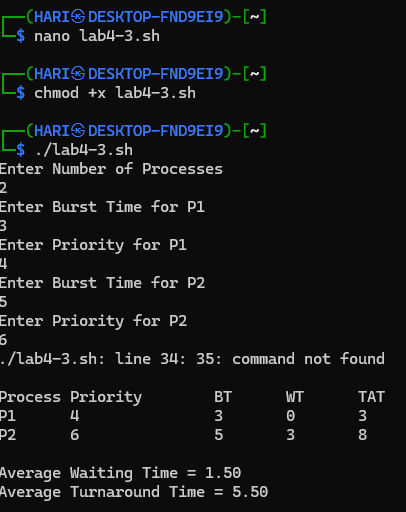 ┌──(HARI㉿DESKTOP-FND9EI9)-[~]
└─$ nano lab4-3.sh
┌──(HARI㉿DESKTOP-FND9EI9)-[~]
└─$ chmod +x lab4-3.sh
┌──(HARI㉿DESKTOP-FND9EI9)-[~]
└─$ ./lab4-3.sh
Enter Number of Processes
2
Enter Burst Time for P1
3
Enter Priority for P1
4
Enter Burst Time for P2
5
Enter Priority for P2
6
./lab4-3.sh: line 34: 35: command not found
Process Priority BT WT TAT
P1 4 3 0 3
P2 6 5 3 8
Average Waiting Time = 1.50
Average Turnaround Time = 5.50